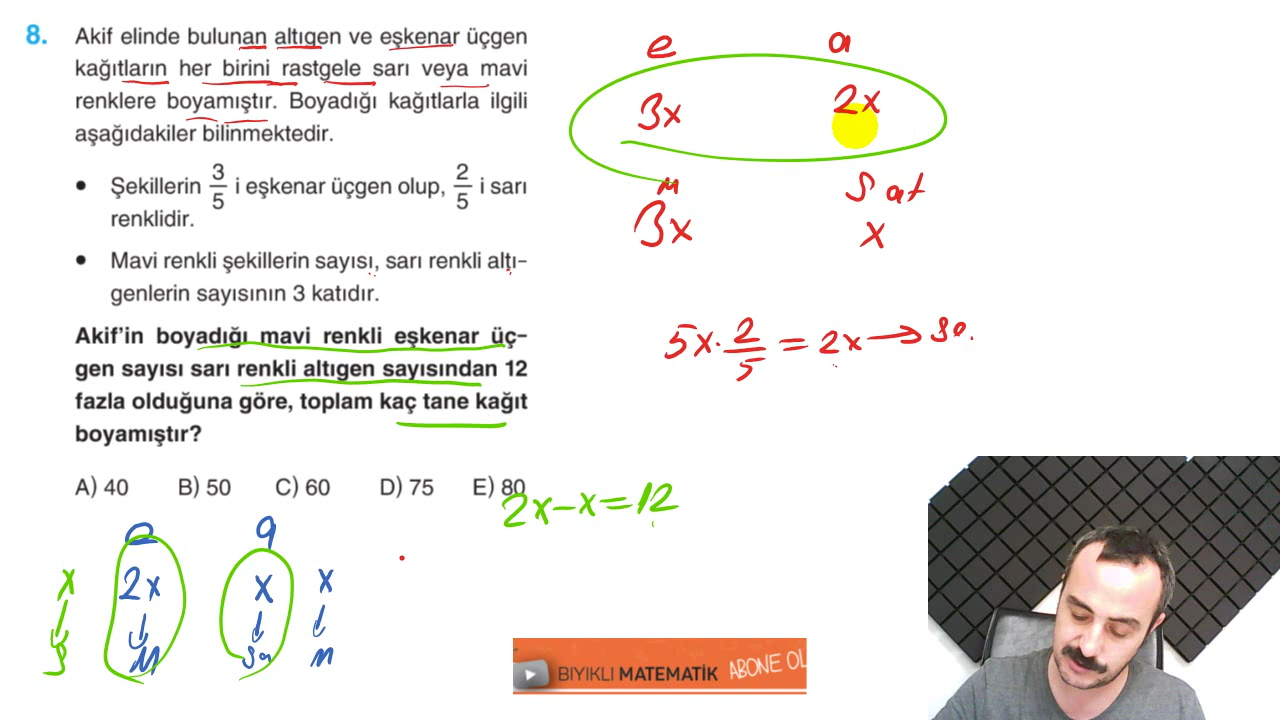 8. Akif elinde bulunan altıgen ve eşkenar üçgen
kağıtların her birini rastgele sarı veya mavi
renklere boyamıştır. Boyadığı kağıtlarla ilgili
aşağıdakiler bilinmektedir.
• Şekillerin 3/5 i eşkenar üçgen olup, 2/5 i sarı
renklidir.
• Mavi renkli şekillerin sayısı, sarı renkli altı-
genlerin sayısının 3 katıdır.
Akif'in boyadığı mavi renkli eşkenar üç-
gen sayısı sarı renkli altıgen sayısından 12
fazla olduğuna göre, toplam kaç tane kağıt
boyamıştır?
A) 40 B) 50 C) 60 D) 75 E) 80
e a
3x 2x
M Sat
3x x
5x · 2/5 = 2x → Sa.
2x - x = 12
e a
x 2x x x
M Sa M
BIYIKLI MATEMATİK ABONE OL